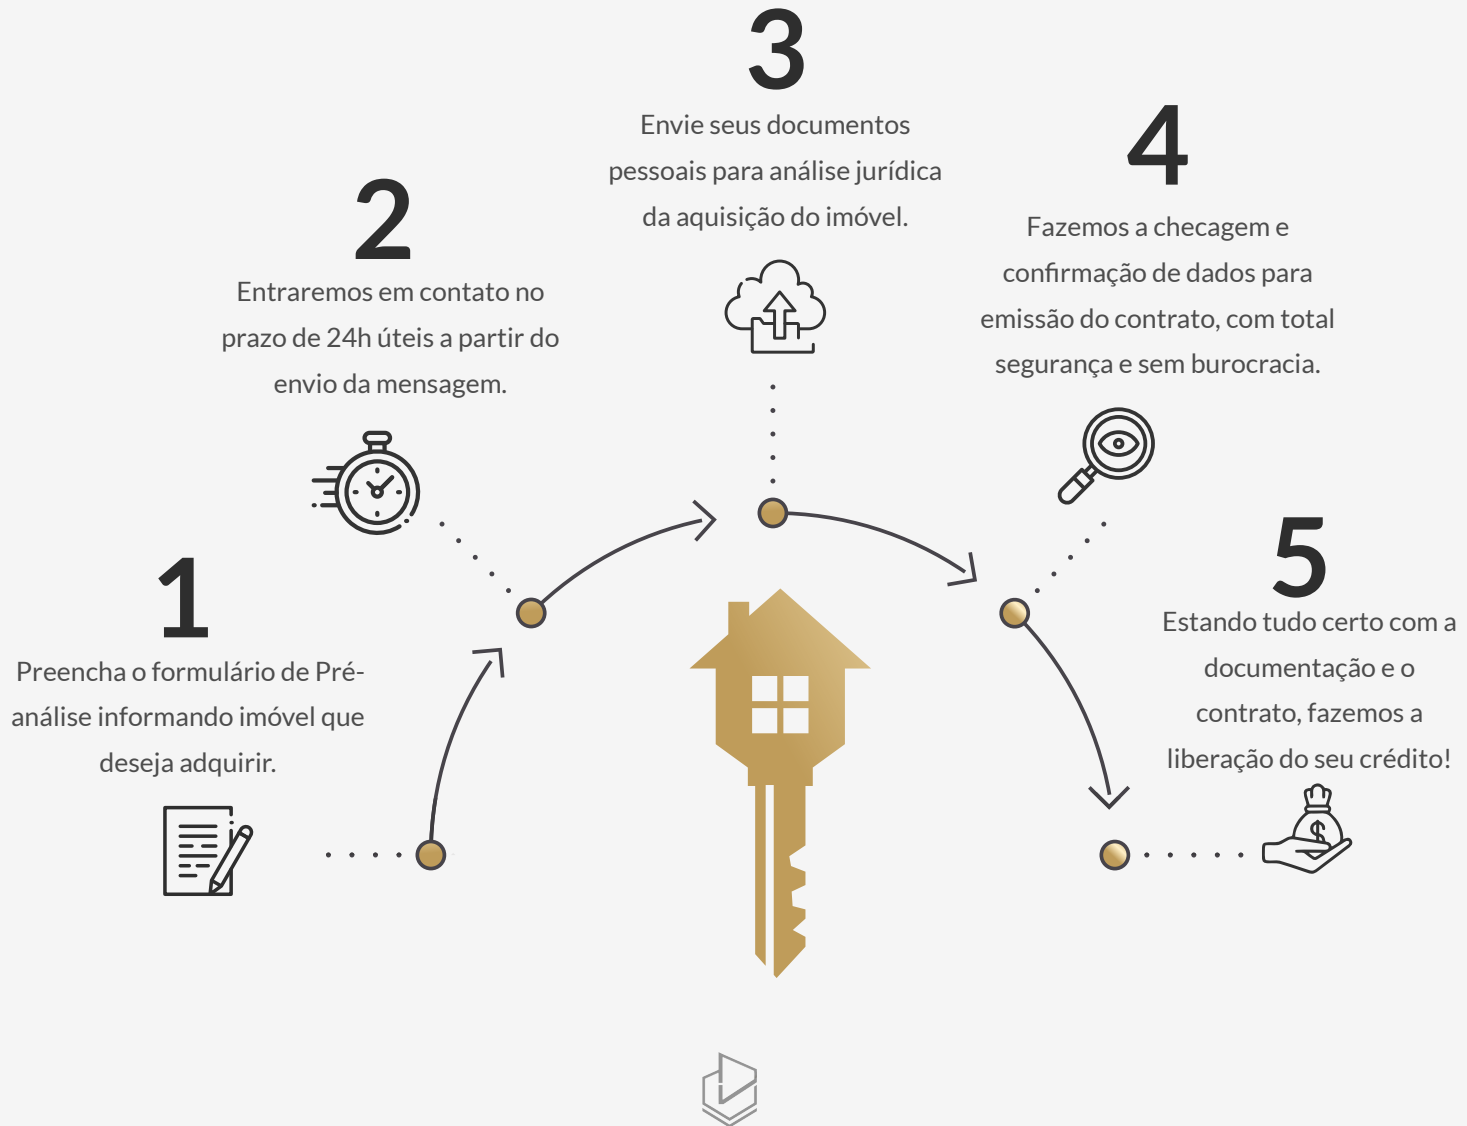 1
Preencha o formulário de Pré-
análise informando imóvel que
deseja adquirir.
2
Entraremos em contato no
prazo de 24h úteis a partir do
envio da mensagem.
3
Envie seus documentos
pessoais para análise jurídica
da aquisição do imóvel.
4
Fazemos a checagem e
confirmação de dados para
emissão do contrato, com total
segurança e sem burocracia.
5
Estando tudo certo com a
documentação e o
contrato, fazemos a
liberação do seu crédito!
$